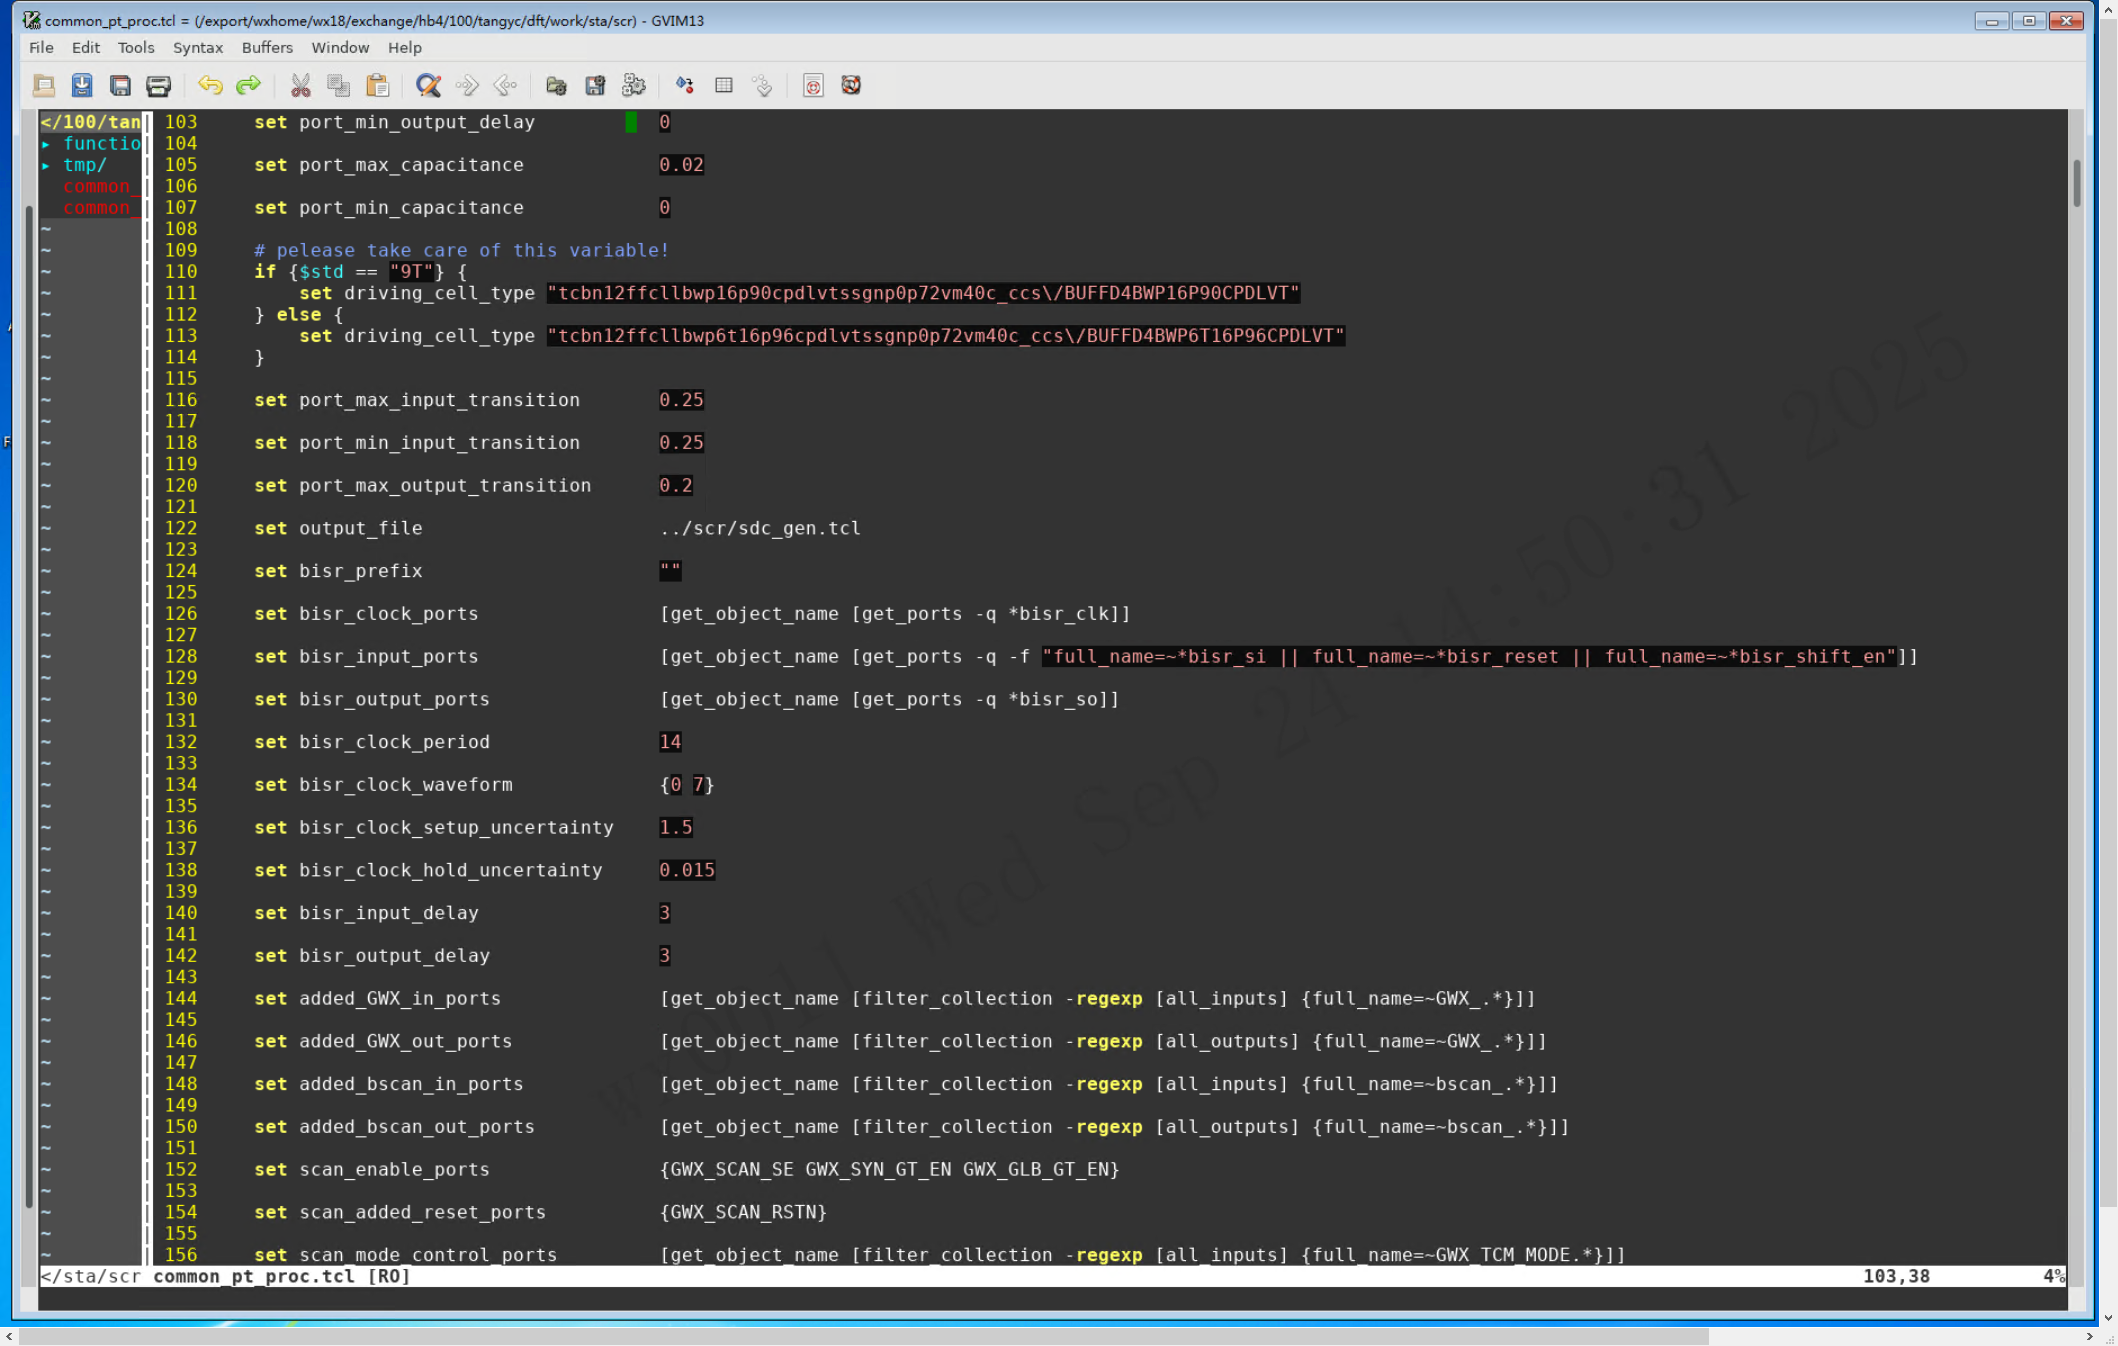 common_pt_proc.tcl = (/export/wxhome/wx18/exchange/hb4/100/tangyc/dft/work/sta/scr) - GVIM13
File Edit Tools Syntax Buffers Window Help
</100/tan
▸ functio
▸ tmp/
common_
common_
103 set port_min_output_delay 0
104
105 set port_max_capacitance 0.02
106
107 set port_min_capacitance 0
108
109 # pelease take care of this variable!
110 if {$std == "9T"} {
111 set driving_cell_type "tcbn12ffcllbwp16p90cpdlvtssgnp0p72vm40c_ccs\/BUFFD4BWP16P90CPDLVT"
112 } else {
113 set driving_cell_type "tcbn12ffcllbwp6t16p96cpdlvtssgnp0p72vm40c_ccs\/BUFFD4BWP6T16P96CPDLVT"
114 }
115
116 set port_max_input_transition 0.25
117
118 set port_min_input_transition 0.25
119
120 set port_max_output_transition 0.2
121
122 set output_file ../scr/sdc_gen.tcl
123
124 set bisr_prefix ""
125
126 set bisr_clock_ports [get_object_name [get_ports -q *bisr_clk]]
127
128 set bisr_input_ports [get_object_name [get_ports -q -f "full_name=~*bisr_si || full_name=~*bisr_reset || full_name=~*bisr_shift_en"]]
129
130 set bisr_output_ports [get_object_name [get_ports -q *bisr_so]]
131
132 set bisr_clock_period 14
133
134 set bisr_clock_waveform {0 7}
135
136 set bisr_clock_setup_uncertainty 1.5
137
138 set bisr_clock_hold_uncertainty 0.015
139
140 set bisr_input_delay 3
141
142 set bisr_output_delay 3
143
144 set added_GWX_in_ports [get_object_name [filter_collection -regexp [all_inputs] {full_name=~GWX_.*}]]
145
146 set added_GWX_out_ports [get_object_name [filter_collection -regexp [all_outputs] {full_name=~GWX_.*}]]
147
148 set added_bscan_in_ports [get_object_name [filter_collection -regexp [all_inputs] {full_name=~bscan_.*}]]
149
150 set added_bscan_out_ports [get_object_name [filter_collection -regexp [all_outputs] {full_name=~bscan_.*}]]
151
152 set scan_enable_ports {GWX_SCAN_SE GWX_SYN_GT_EN GWX_GLB_GT_EN}
153
154 set scan_added_reset_ports {GWX_SCAN_RSTN}
155
156 set scan_mode_control_ports [get_object_name [filter_collection -regexp [all_inputs] {full_name=~GWX_TCM_MODE.*}]]
</sta/scr common_pt_proc.tcl [RO] 103,38 4%
Wed Sep 24 14:50:31 2025